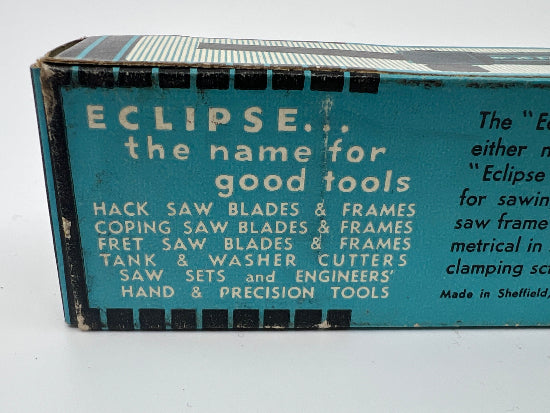 ECLIPSE...
the name for
good tools
HACK SAW BLADES & FRAMES
COPING SAW BLADES & FRAMES
FRET SAW BLADES & FRAMES
TANK & WASHER CUTTERS
SAW SETS and ENGINEERS'
HAND & PRECISION TOOLS
The "Ec
either
"Eclipse
for sawin
saw frame
metrical in
clamping scr
Made in Sheffield,